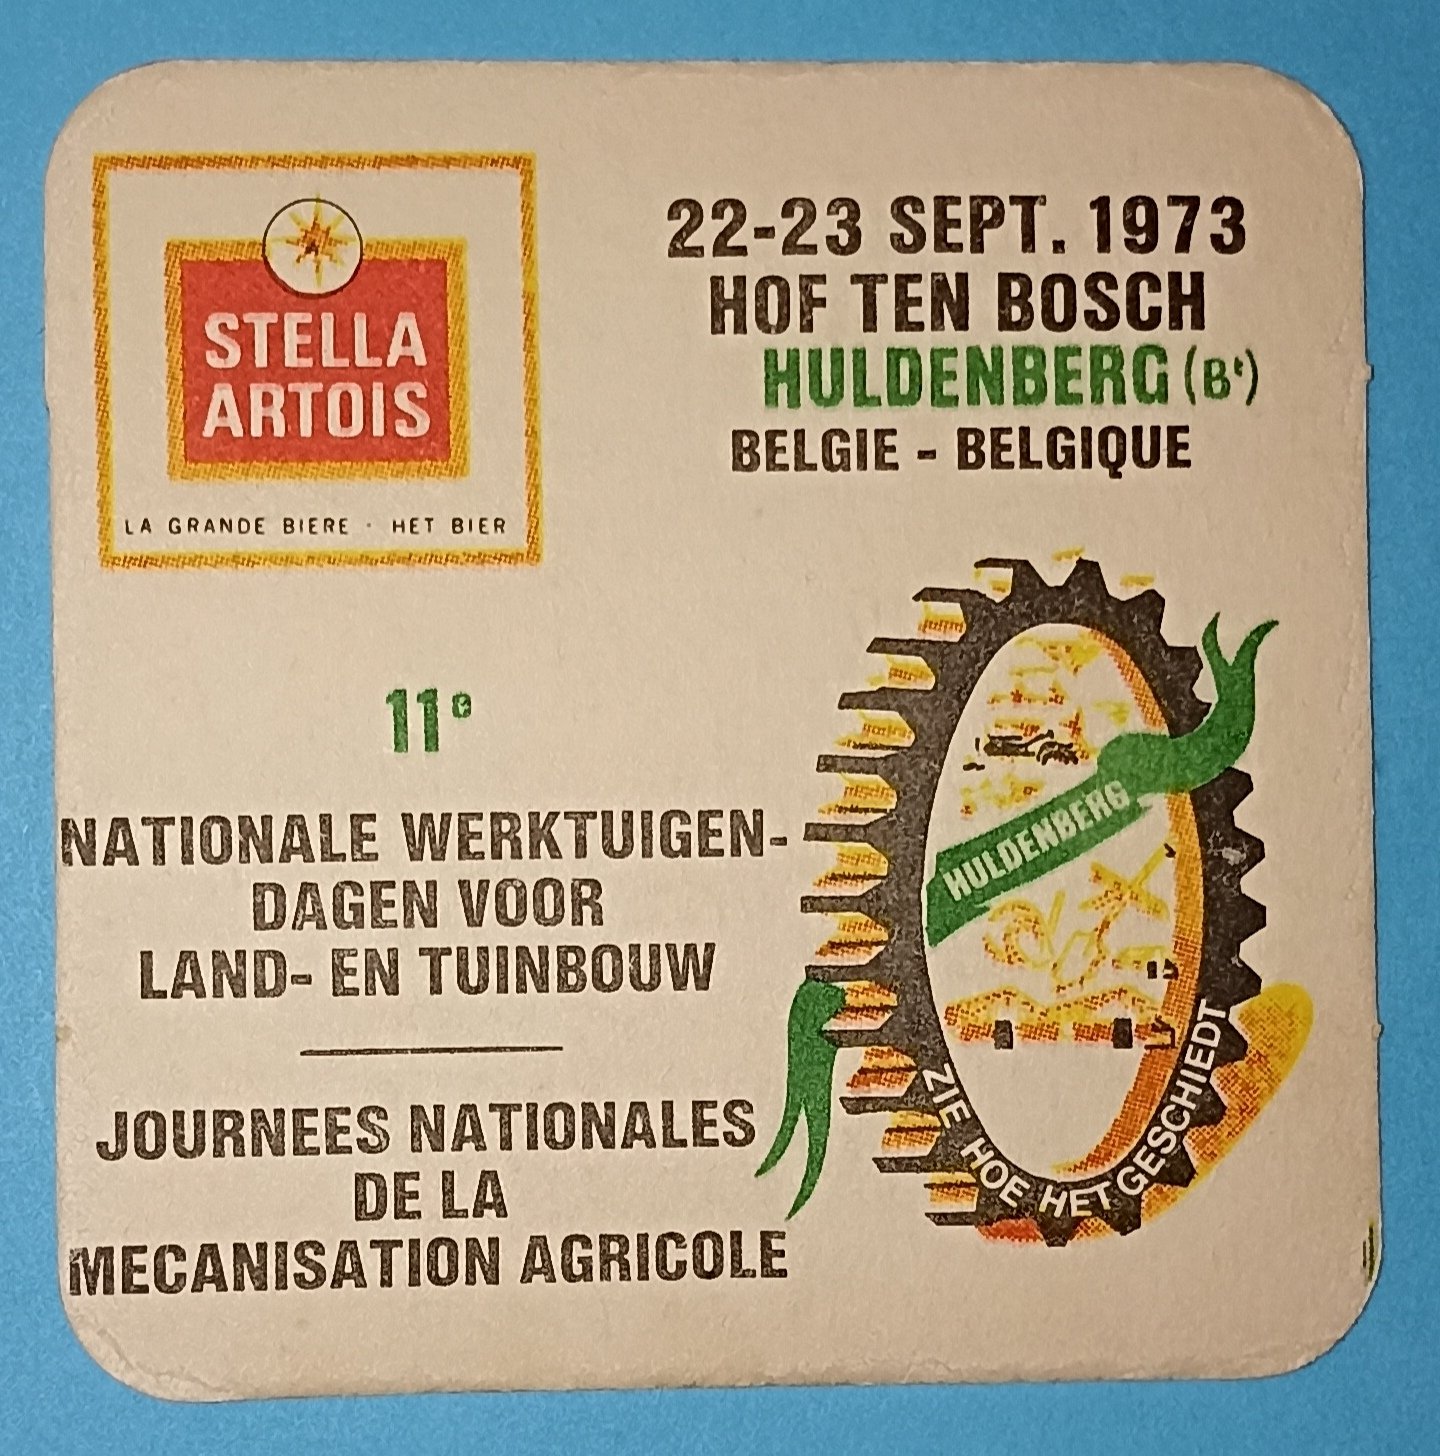 STELLA
ARTOIS
LA GRANDE BIERE · HET BIER
22-23 SEPT. 1973
HOF TEN BOSCH
HULDENBERG (Bᵗ)
BELGIE - BELGIQUE
11e
NATIONALE WERKTUIGEN-
DAGEN VOOR
LAND- EN TUINBOUW
JOURNEES NATIONALES
DE LA
MECANISATION AGRICOLE
HULDENBERG
ZIE HOE HET GESCHIEDT